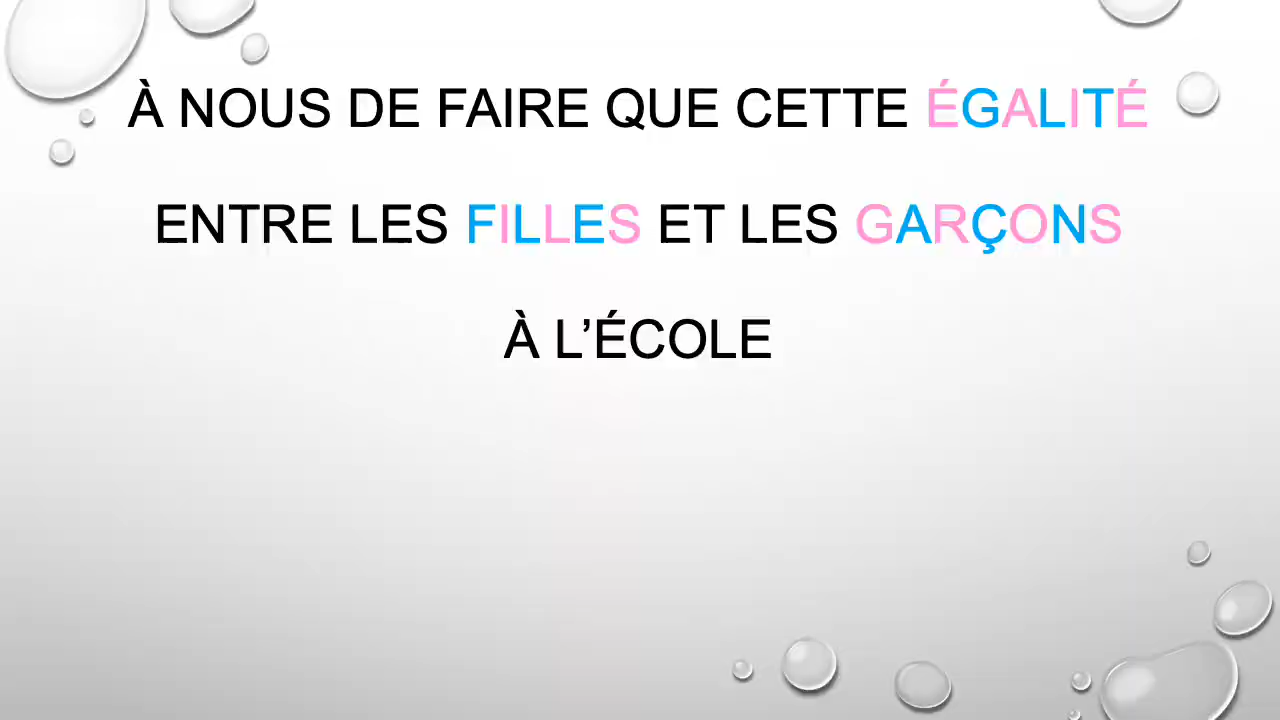 À NOUS DE FAIRE QUE CETTE ÉGALITÉ
ENTRE LES FILLES ET LES GARÇONS
À L’ÉCOLE